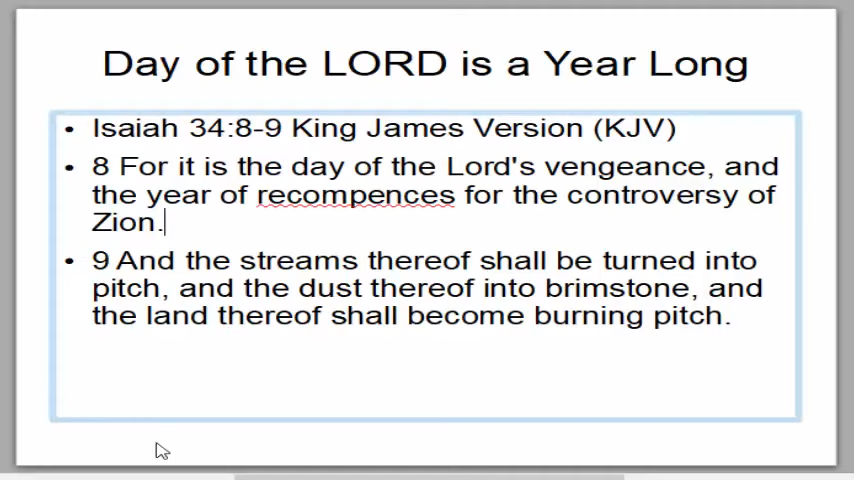 Day of the LORD is a Year Long
• Isaiah 34:8-9 King James Version (KJV)
• 8 For it is the day of the Lord's vengeance, and
the year of recompences for the controversy of
Zion.
• 9 And the streams thereof shall be turned into
pitch, and the dust thereof into brimstone, and
the land thereof shall become burning pitch.